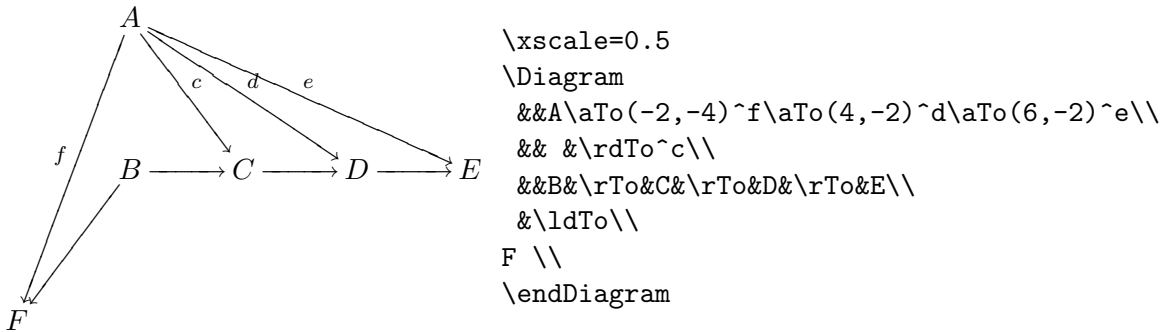 A
c d e
f
B C D E
F
\xscale=0.5
\Diagram
&&A\aTo(-2,-4)^f\aTo(4,-2)^d\aTo(6,-2)^e\\
&& &\rdTo^c\\
&&B&\rTo&C&\rTo&D&\rTo&E\\
&\ldTo\\
F \\
\endDiagram